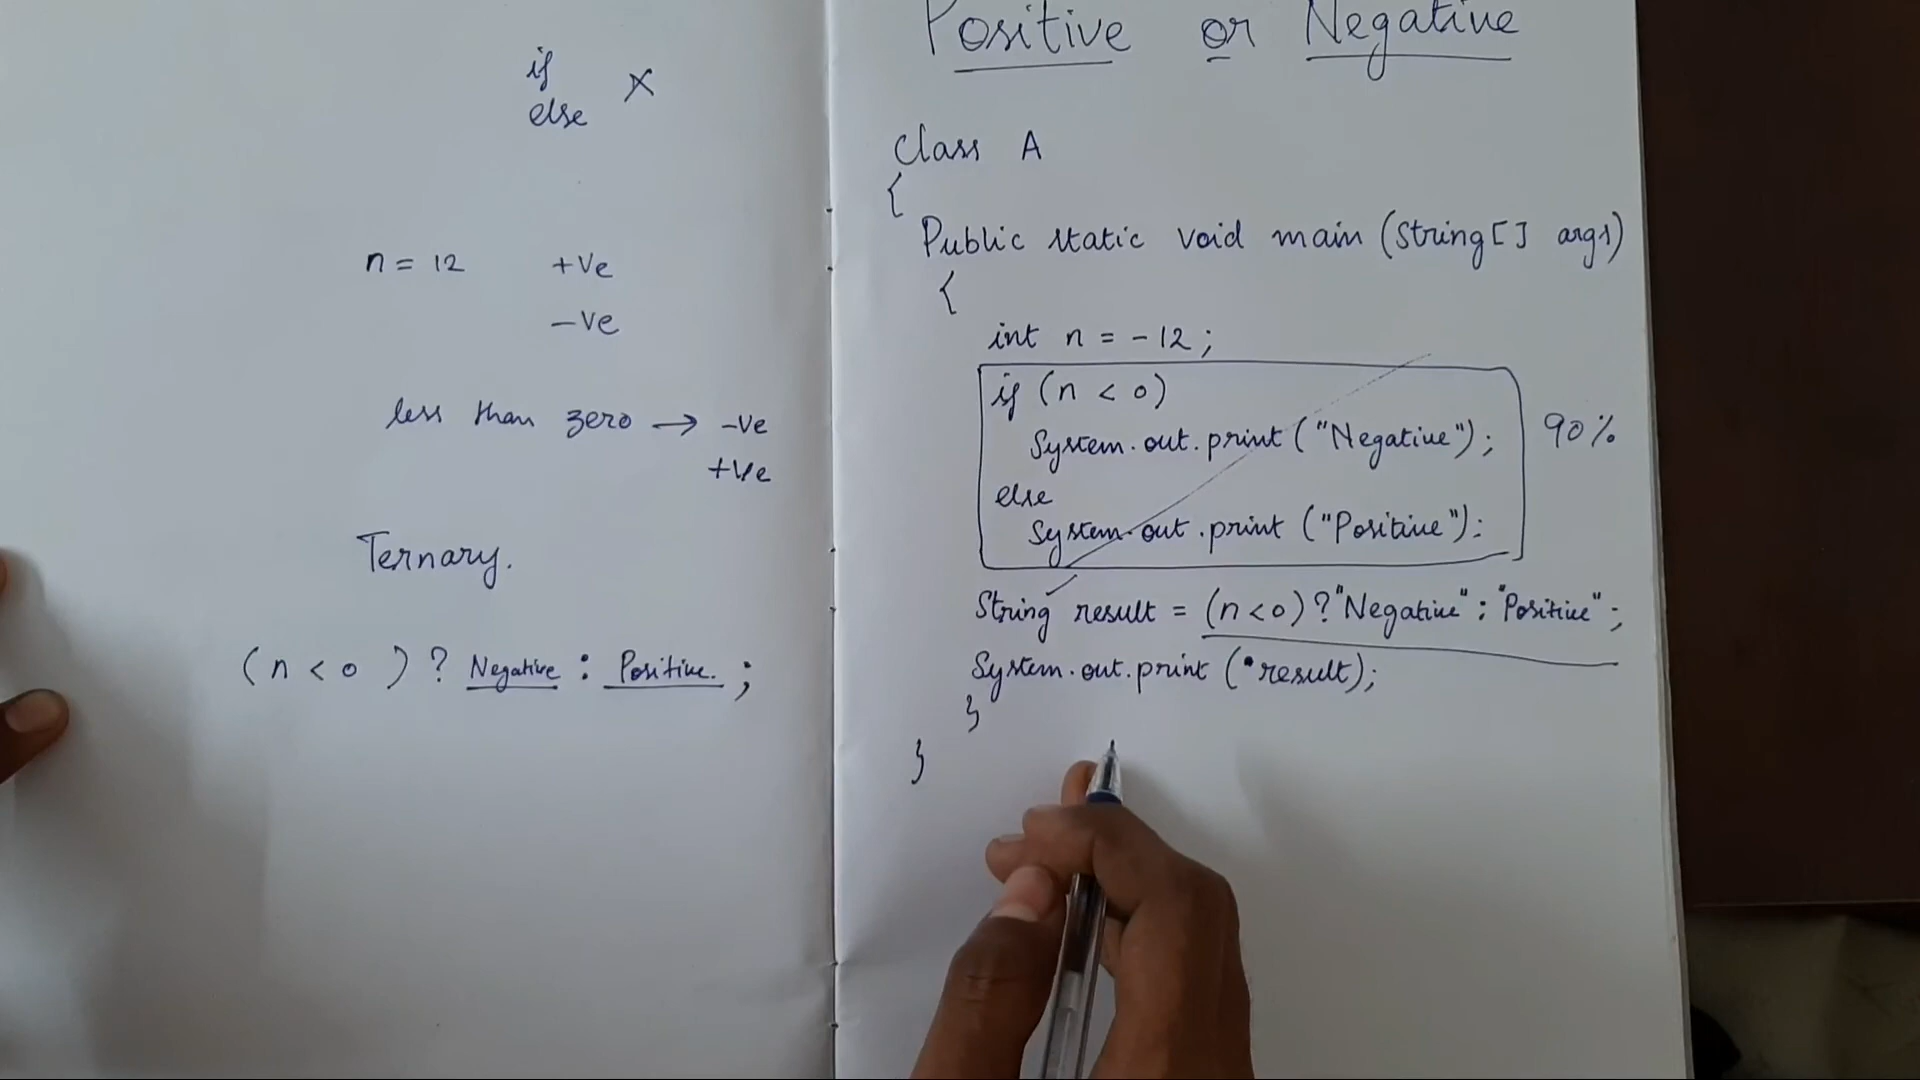 if
else X
n = 12 +ve
-ve
less than zero → -ve
+ve
Ternary.
(n < 0 ) ? Negative : Positive. ;
Positive or Negative
Class A
{
Public static void main (String [] args)
{
int n = -12 ;
if (n < 0)
System.out.print ("Negative");
else
System.out.print ("Positive");
90%
String result = (n<0) ? "Negative" : "Positive" ;
System.out.print (result);
}
}